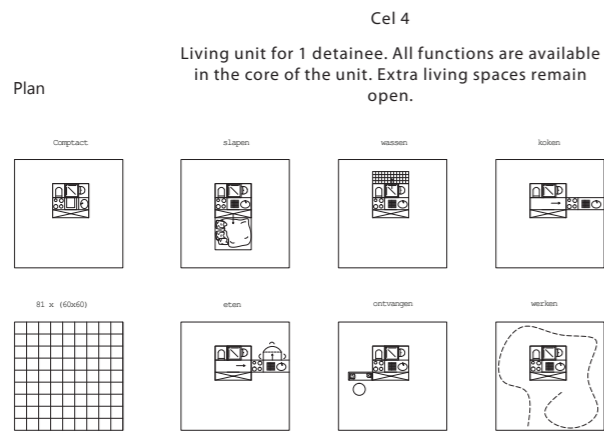 Cel 4
Living unit for 1 detainee. All functions are available
in the core of the unit. Extra living spaces remain
open.
Plan
Comptact
slapen
wassen
koken
81 x (60x60)
eten
ontvangen
werken